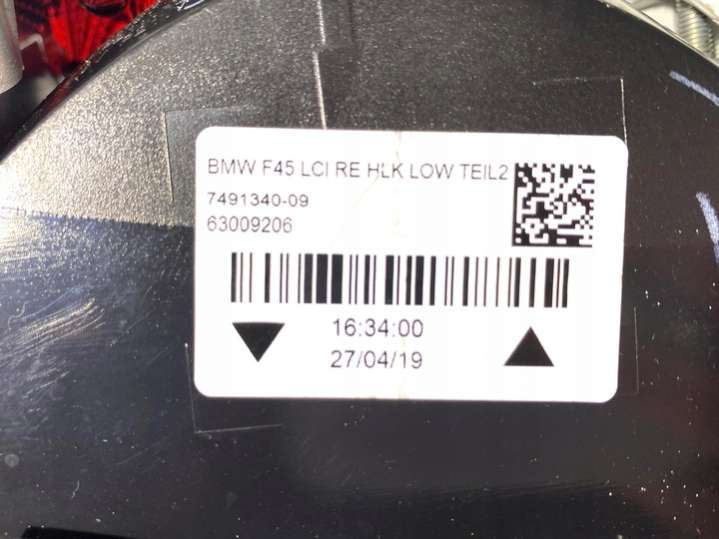 BMW F45 LCI RE HLK LOW TEIL2
7491340-09
63009206
16:34:00
27/04/19